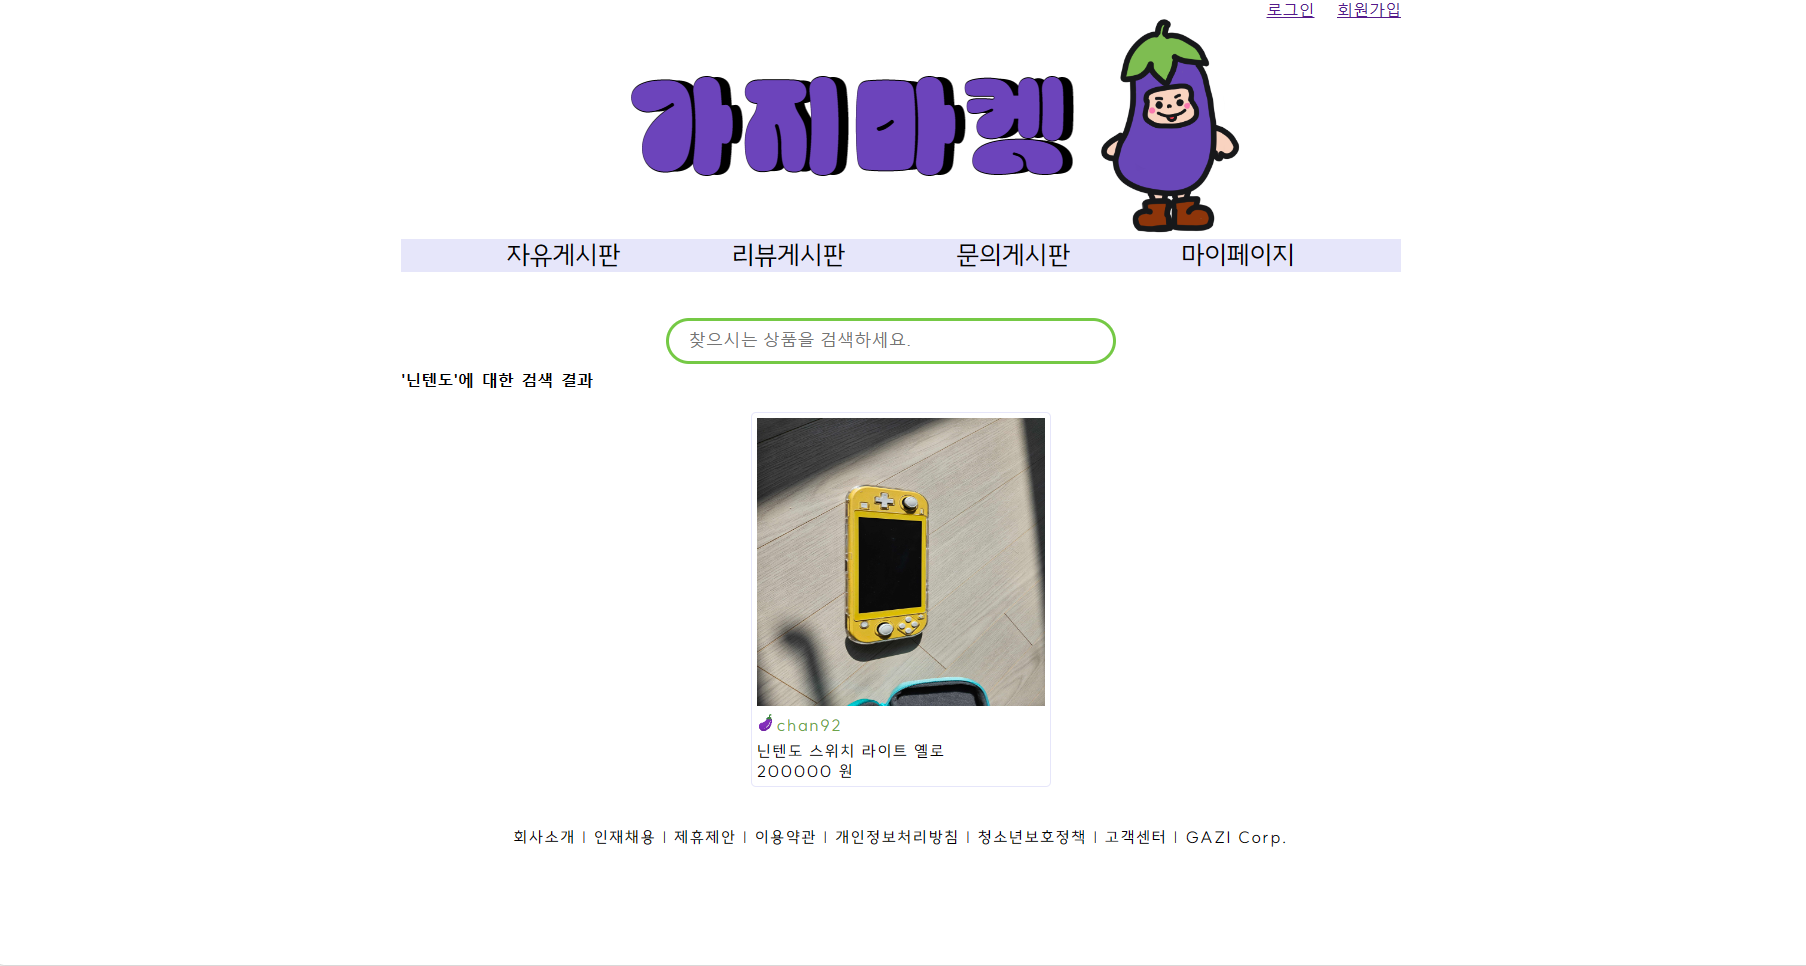 로그인 회원가입
가지마켓
자유게시판 리뷰게시판 문의게시판 마이페이지
찾으시는 상품을 검색하세요.
'닌텐도'에 대한 검색 결과
chan92
닌텐도 스위치 라이트 옐로
200000 원
회사소개 | 인재채용 | 제휴제안 | 이용약관 | 개인정보처리방침 | 청소년보호정책 | 고객센터 | GAZI Corp.